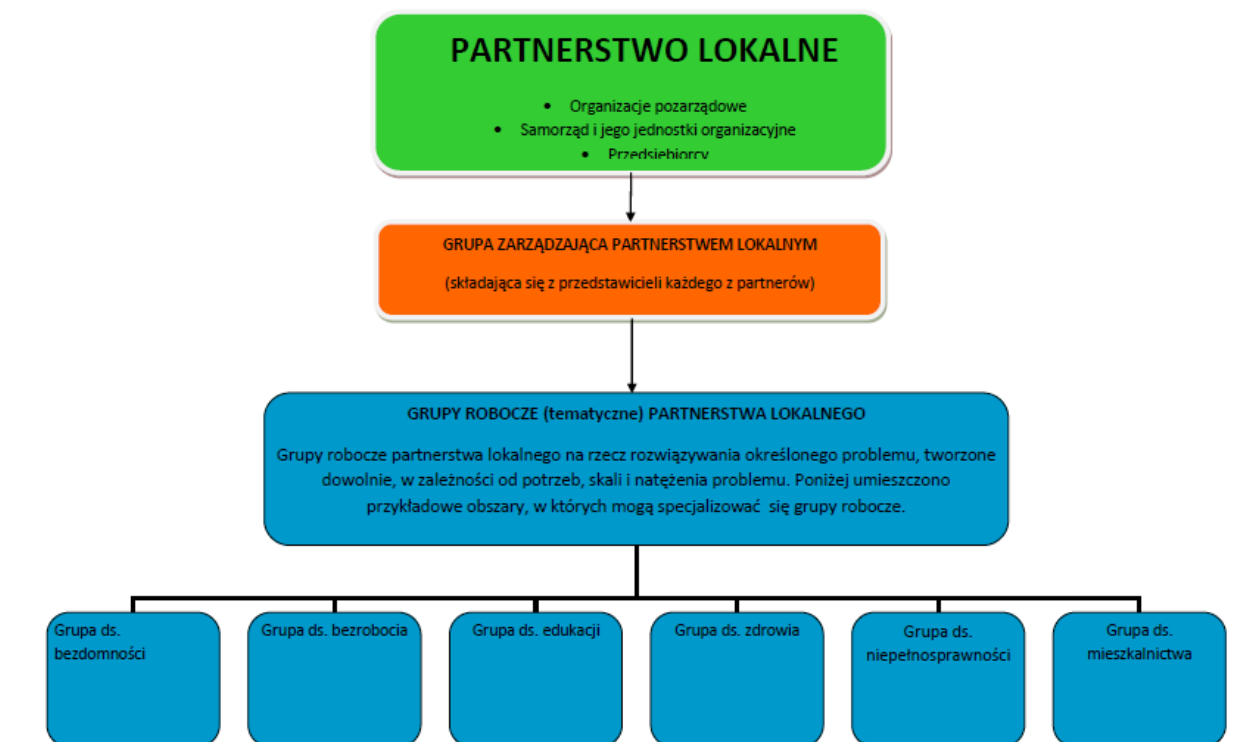 PARTNERSTWO LOKALNE
• Organizacje pozarządowe
• Samorząd i jego jednostki organizacyjne
• Przedsiębiorcy
GRUPA ZARZĄDZAJĄCA PARTNERSTWEM LOKALNYM
(składająca się z przedstawicieli każdego z partnerów)
GRUPY ROBOCZE (tematyczne) PARTNERSTWA LOKALNEGO
Grupy robocze partnerstwa lokalnego na rzecz rozwiązywania określonego problemu, tworzone
dowolnie, w zależności od potrzeb, skali i natężenia problemu. Poniżej umieszczono
przykładowe obszary, w których mogą specjalizować się grupy robocze.
Grupa ds.
bezdomności
Grupa ds. bezrobocia
Grupa ds. edukacji
Grupa ds. zdrowia
Grupa ds.
niepełnosprawności
Grupa ds.
mieszkalnictwa